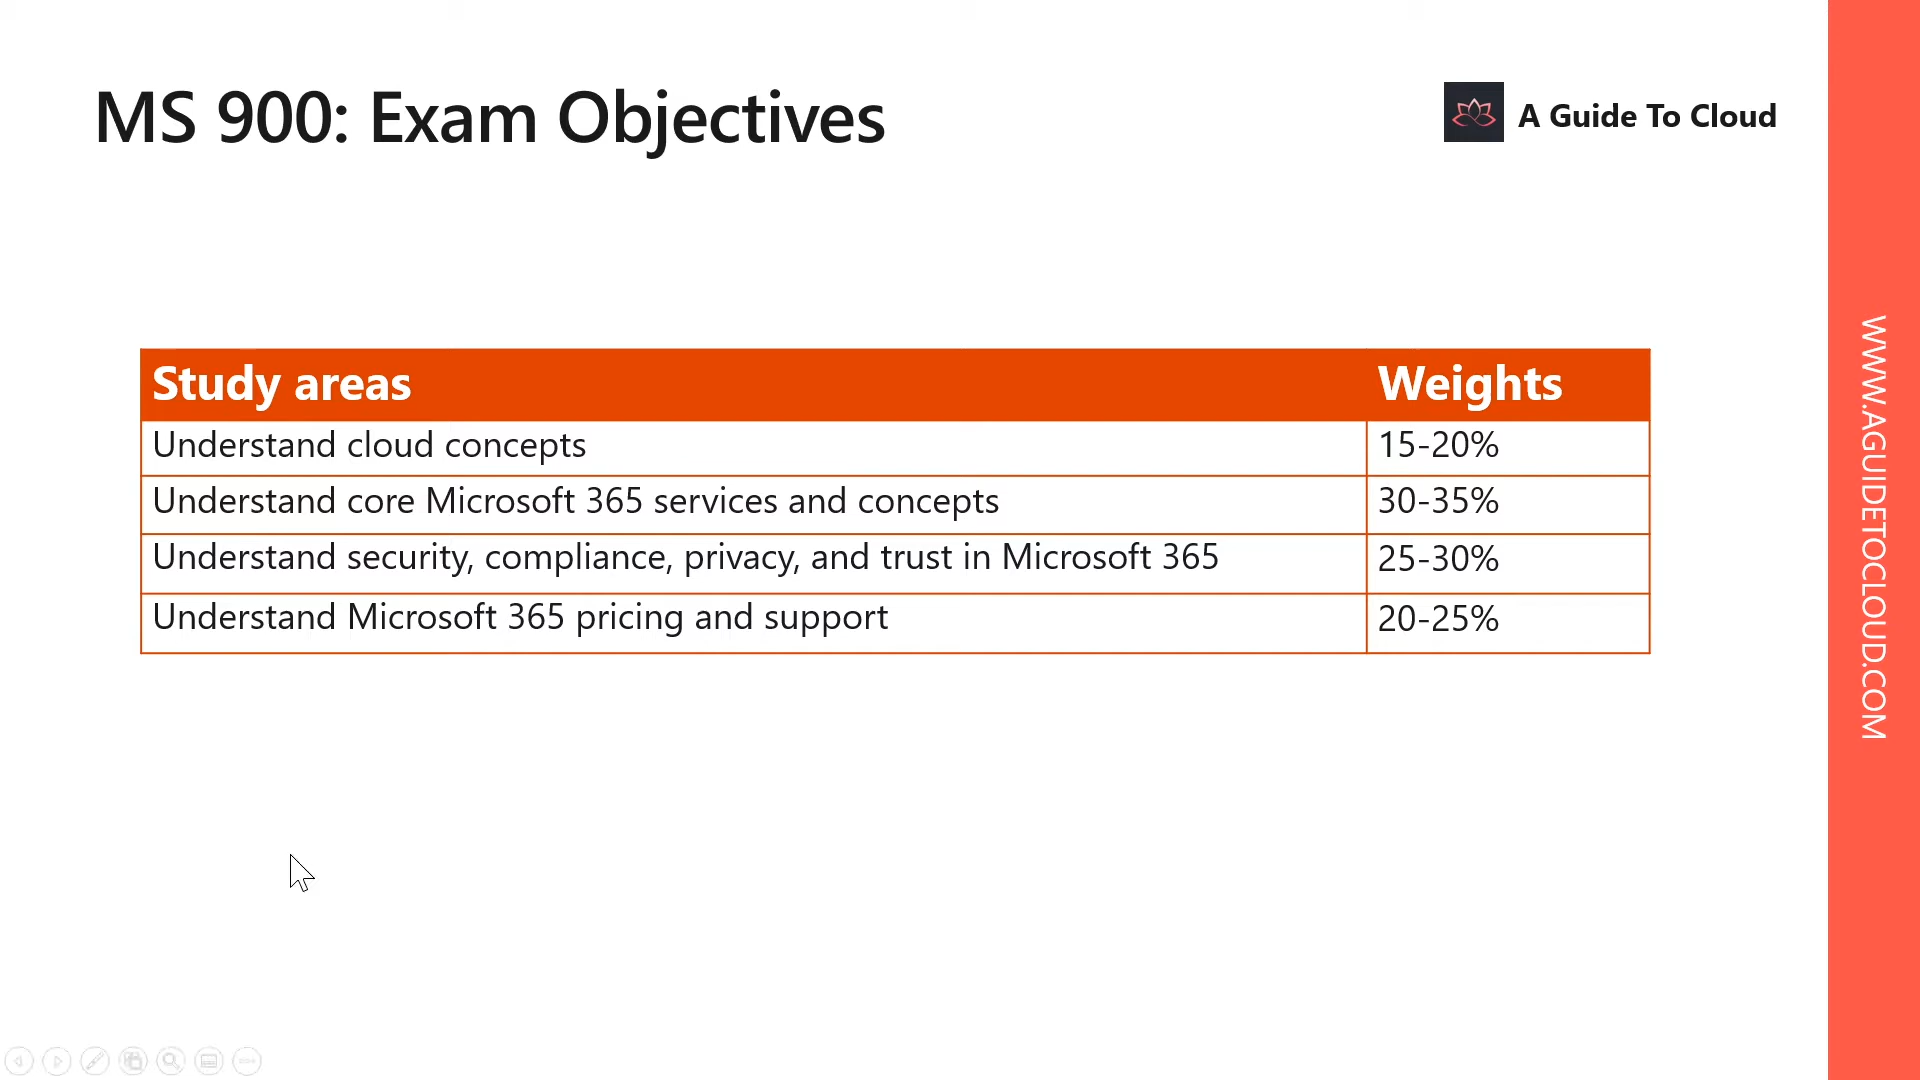 MS 900: Exam Objectives
A Guide To Cloud
Study areas Weights
Understand cloud concepts 15-20%
Understand core Microsoft 365 services and concepts 30-35%
Understand security, compliance, privacy, and trust in Microsoft 365 25-30%
Understand Microsoft 365 pricing and support 20-25%
WWW.AGUIDETOCLOUD.COM